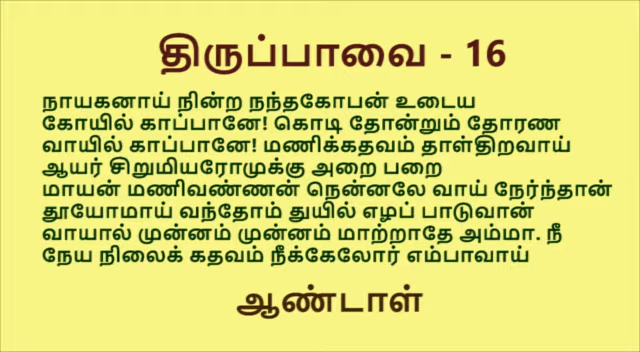 திருப்பாவை - 16
நாயகனாய் நின்ற நந்தகோபன் உடைய
கோயில் காப்பானே! கொடி தோன்றும் தோரண
வாயில் காப்பானே! மணிக்கதவம் தாள்திறவாய்
ஆயர் சிறுமியரோமுக்கு அறை பறை
மாயன் மணிவண்ணன் நென்னலே வாய் நேர்ந்தான்
தூயோமாய் வந்தோம் துயில் எழப் பாடுவான்
வாயால் முன்னம் முன்னம் மாற்றாதே அம்மா. நீ
நேய நிலைக் கதவம் நீக்கேலோர் எம்பாவாய்
ஆண்டாள்